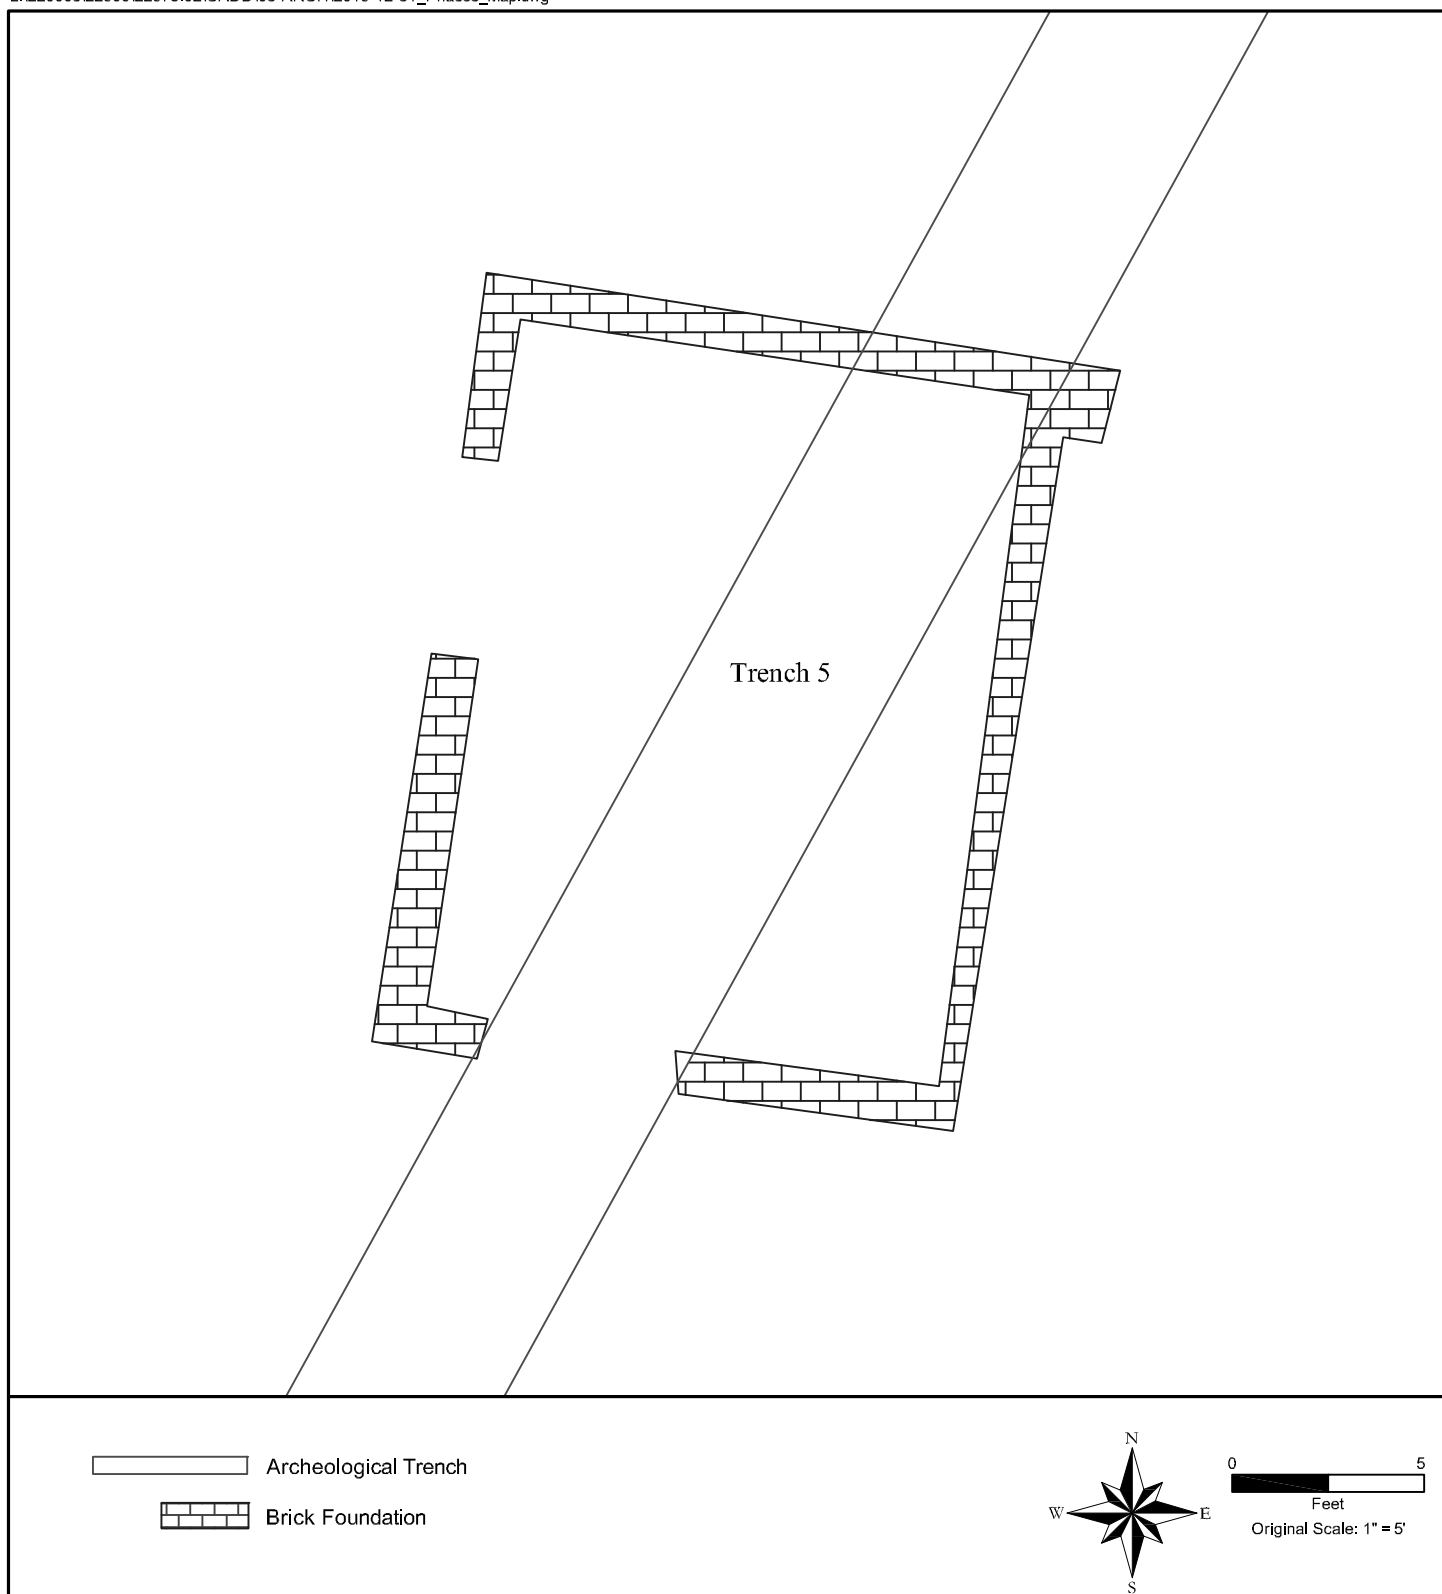 Trench 5
Archeological Trench
Brick Foundation
N
W
E
S
0 5
Feet
Original Scale: 1" = 5'